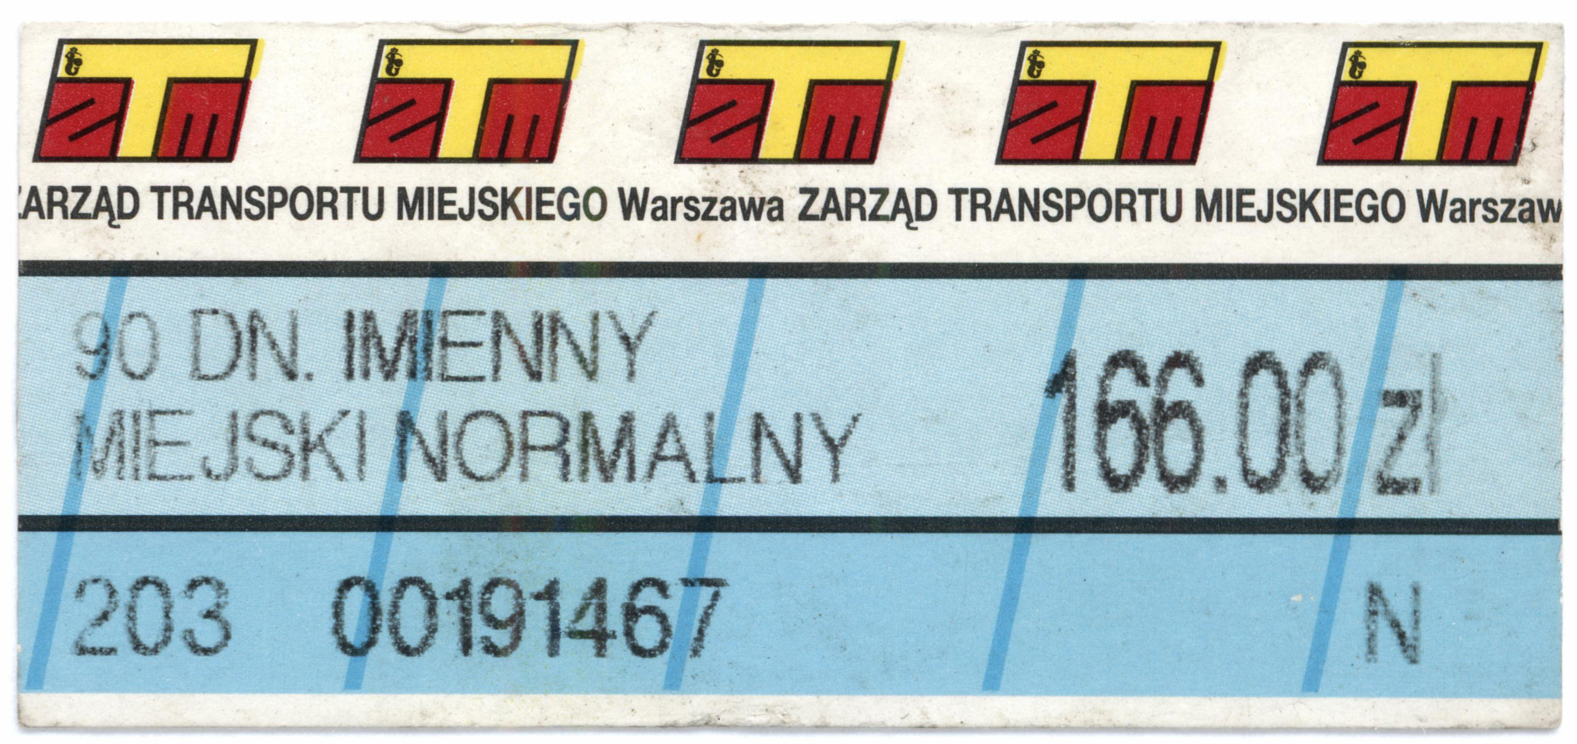 ZTM ZTM ZTM ZTM ZTM
ZARZĄD TRANSPORTU MIEJSKIEGO Warszawa ZARZĄD TRANSPORTU MIEJSKIEGO Warszaw
90 DN. IMIENNY
MIEJSKI NORMALNY
166.00 zł
203 00191467 N